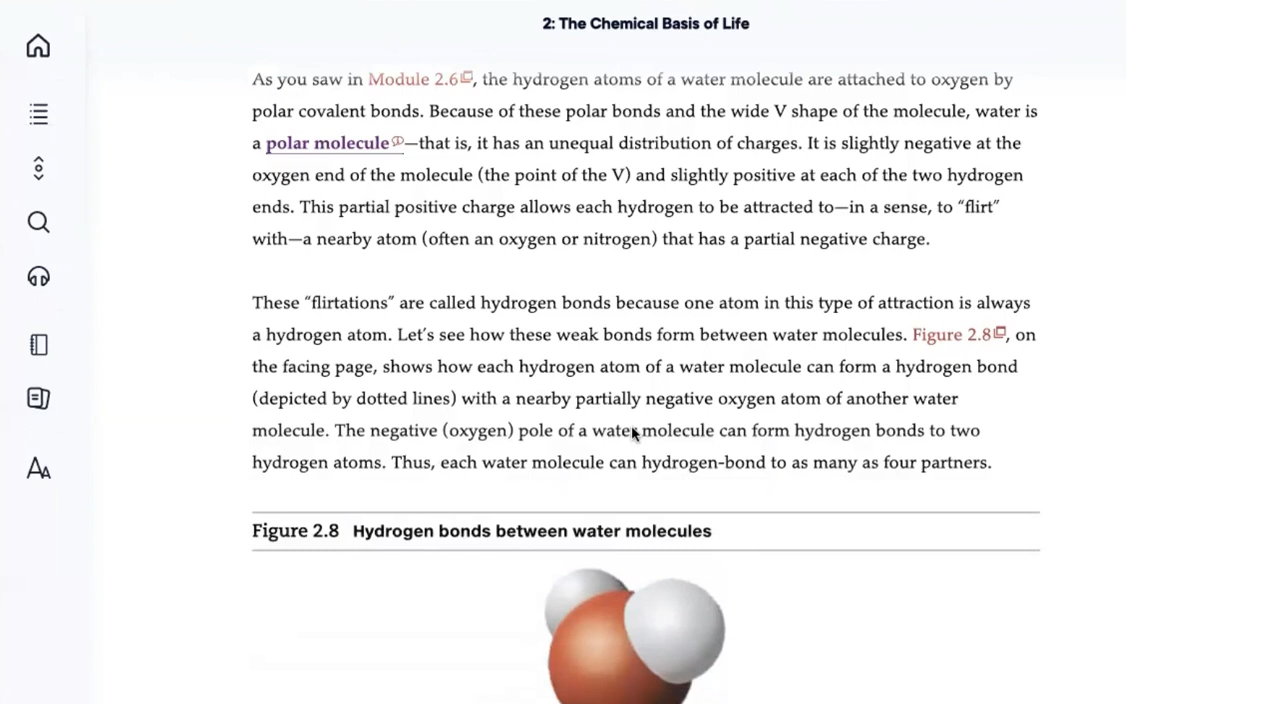 2: The Chemical Basis of Life
As you saw in Module 2.6, the hydrogen atoms of a water molecule are attached to oxygen by
polar covalent bonds. Because of these polar bonds and the wide V shape of the molecule, water is
a polar molecule—that is, it has an unequal distribution of charges. It is slightly negative at the
oxygen end of the molecule (the point of the V) and slightly positive at each of the two hydrogen
ends. This partial positive charge allows each hydrogen to be attracted to—in a sense, to “flirt”
with—a nearby atom (often an oxygen or nitrogen) that has a partial negative charge.
These “flirtations” are called hydrogen bonds because one atom in this type of attraction is always
a hydrogen atom. Let’s see how these weak bonds form between water molecules. Figure 2.8, on
the facing page, shows how each hydrogen atom of a water molecule can form a hydrogen bond
(depicted by dotted lines) with a nearby partially negative oxygen atom of another water
molecule. The negative (oxygen) pole of a water molecule can form hydrogen bonds to two
hydrogen atoms. Thus, each water molecule can hydrogen-bond to as many as four partners.
Figure 2.8 Hydrogen bonds between water molecules
AA